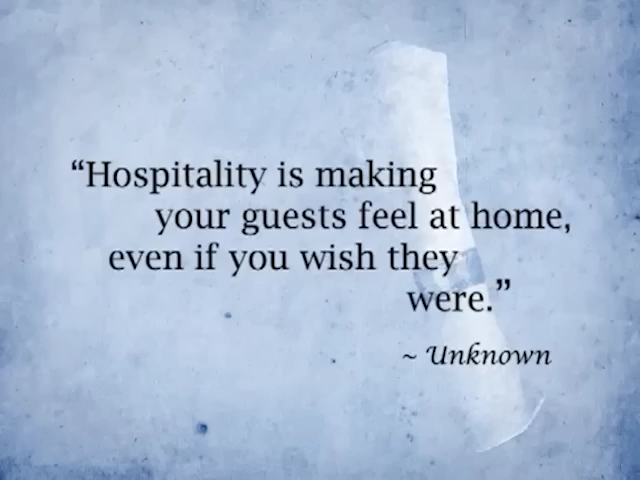 “Hospitality is making
your guests feel at home,
even if you wish they
were.”
~ Unknown